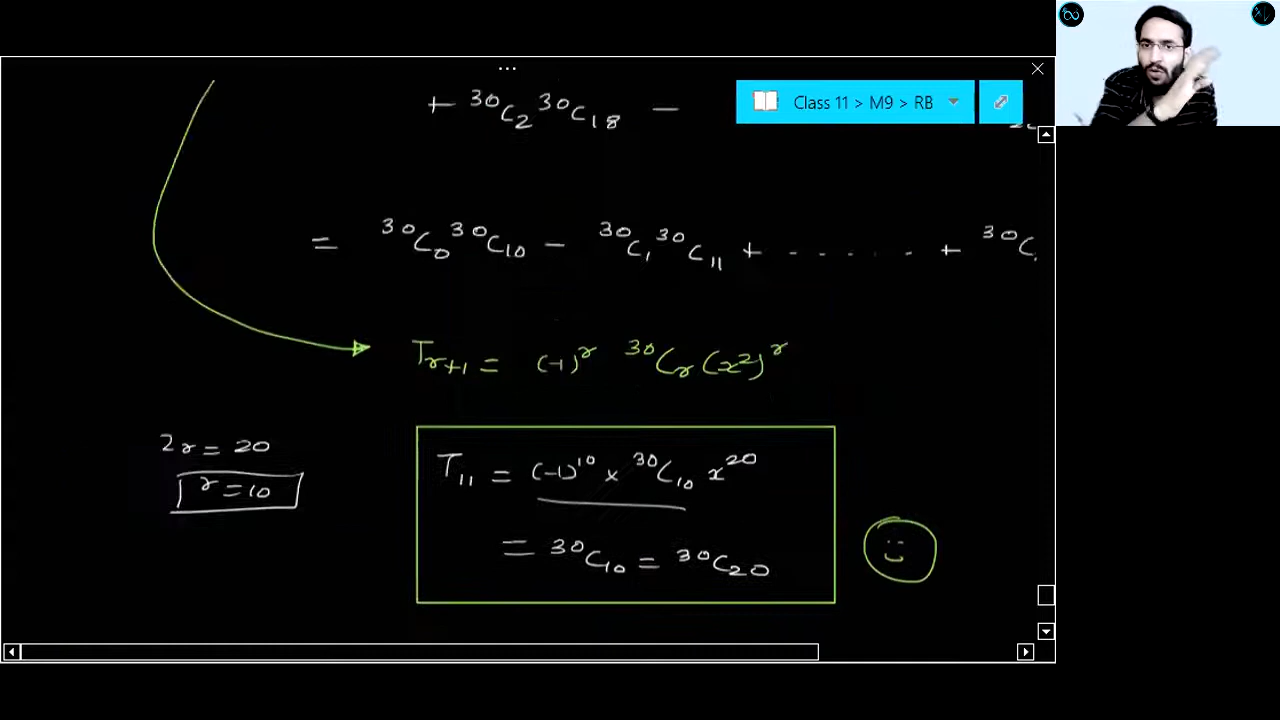 + ³⁰C₂ ³⁰C₁₈ −
Class 11 > M9 > RB
= ³⁰C₀ ³⁰C₁₀ − ³⁰C₁ ³⁰C₁₁ + . . . . . . + ³⁰C
Tᵣ₊₁ = (-1)ʳ ³⁰Cᵣ (x²)ʳ
2r = 20
r = 10
T₁₁ = (-1)¹⁰ × ³⁰C₁₀ x²⁰
= ³⁰C₁₀ = ³⁰C₂₀